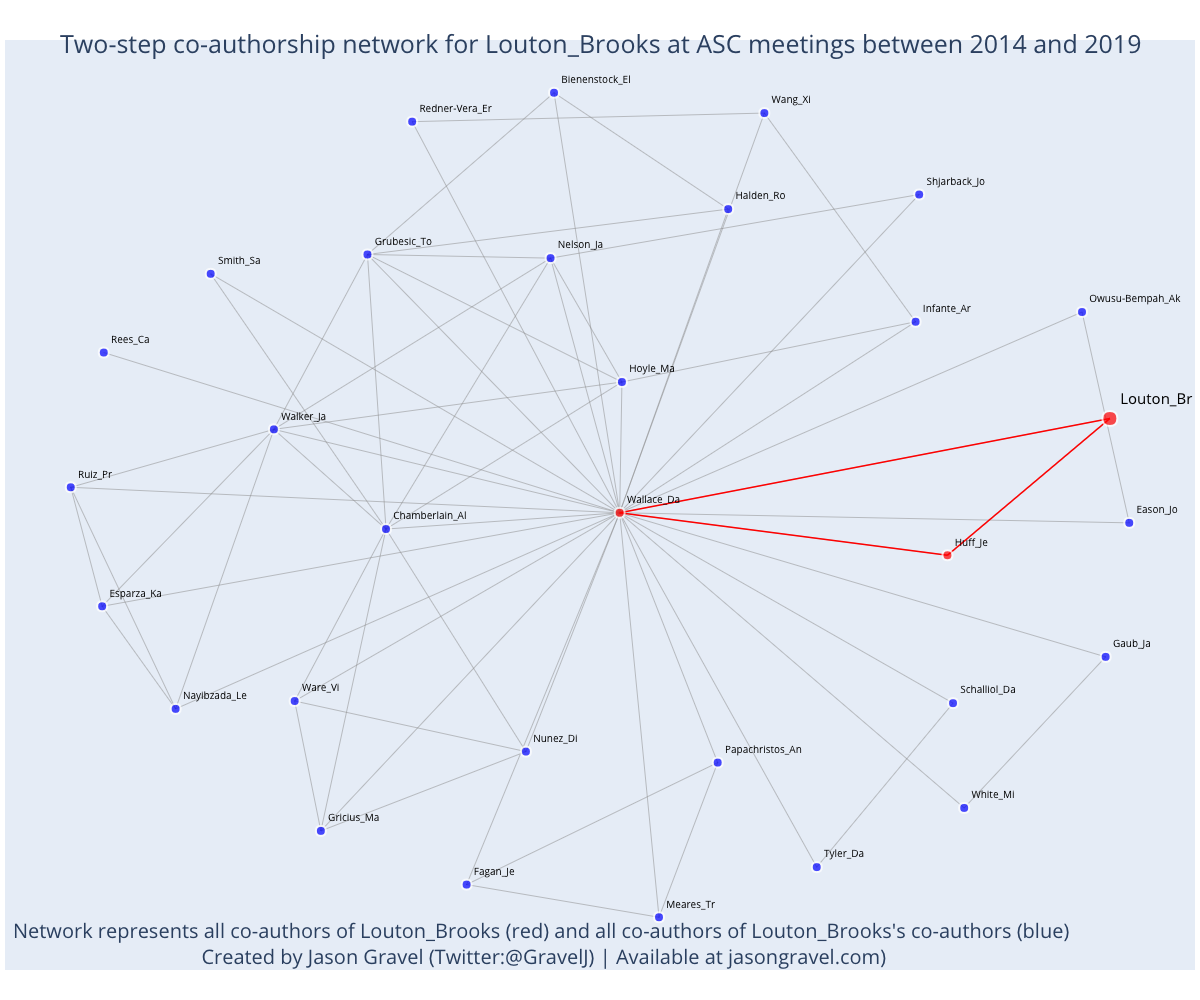 Two-step co-authorship network for Louton_Brooks at ASC meetings between 2014 and 2019
Bienenstock_El
Wang_Xi
Redner-Vera_Er
Shjarback_Jo
Halden_Ro
Grubesic_To
Nelson_Ja
Smith_Sa
Owusu-Bempah_Ak
Infante_Ar
Rees_Ca
Hoyle_Ma
Louton_Br
Walker_Ja
Ruiz_Pr
Wallace_Da
Eason_Jo
Chamberlain_Al
Huff_Je
Esparza_Ka
Gaub_Ja
Ware_Vi
Schalliol_Da
Nayibzada_Le
Nunez_Di
Papachristos_An
White_Mi
Gricius_Ma
Tyler_Da
Fagan_Je
Meares_Tr
Network represents all co-authors of Louton_Brooks (red) and all co-authors of Louton_Brooks's co-authors (blue)
Created by Jason Gravel (Twitter:@GravelJ) | Available at jasongravel.com)